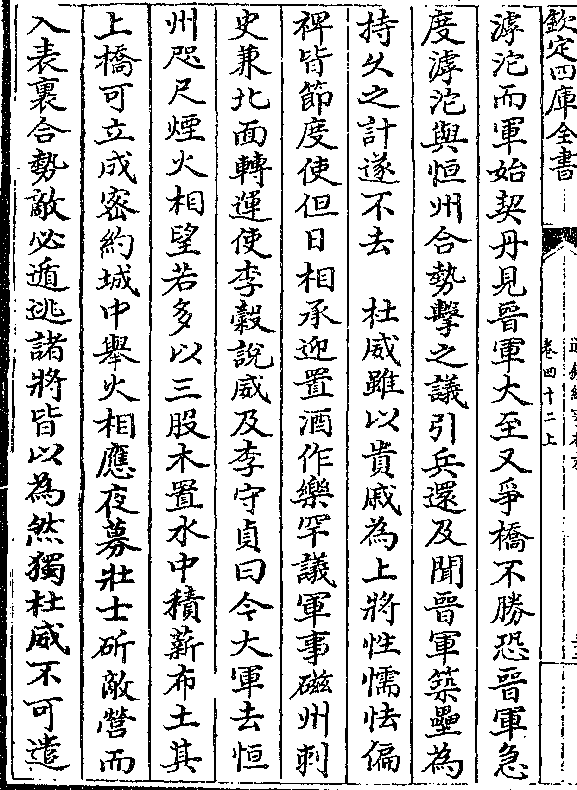 欽定四庫全書
卷四十二上
滹沱而軍始契丹見晉軍大至又爭橋不勝恐晉軍急
度滹沱與恒州合勢擊之議引兵還及聞晉軍築壘為
持久之計遂不去　杜威雖以貴戚為上將性懦怯偏
裨皆節度使但日相承迎置酒作樂罕議軍事磁州刺
史兼北面轉運使李穀說威及李守貞曰今大軍去恒
州咫尺煙火相望若多以三股木置水中積薪布土其
上橋可立成密約城中舉火相應夜募壯士斫敵營而
入表裏合勢敵必遁逃諸將皆以為然獨杜威不可遣